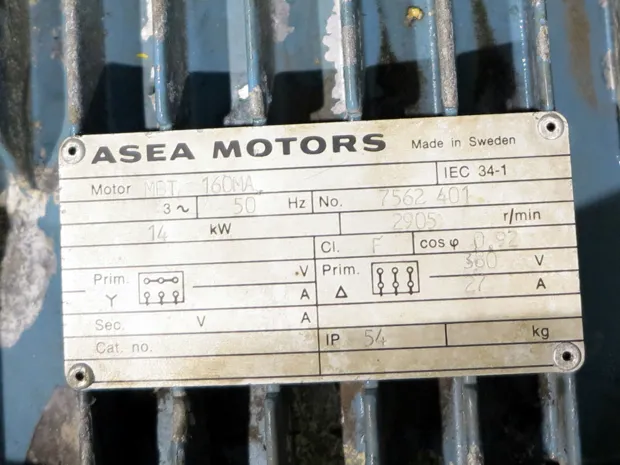 ASEA MOTORS Made in Sweden
Motor MBT 160MA IEC 34-1
3~ 50 Hz No. 7562 401
14 kW 2905 r/min
Cl. F cos φ 0,92
Prim. V Prim. V
Y A Δ 27 A
Sec. V A
Cat. no. IP 54 kg